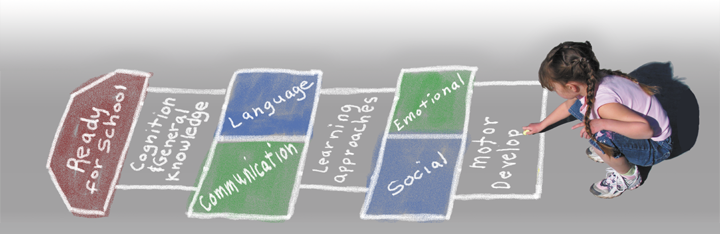 Ready
for School
Cognition
& General
Knowledge
Language
Communication
Learning
approaches
Emotional
Social
Motor
Develop